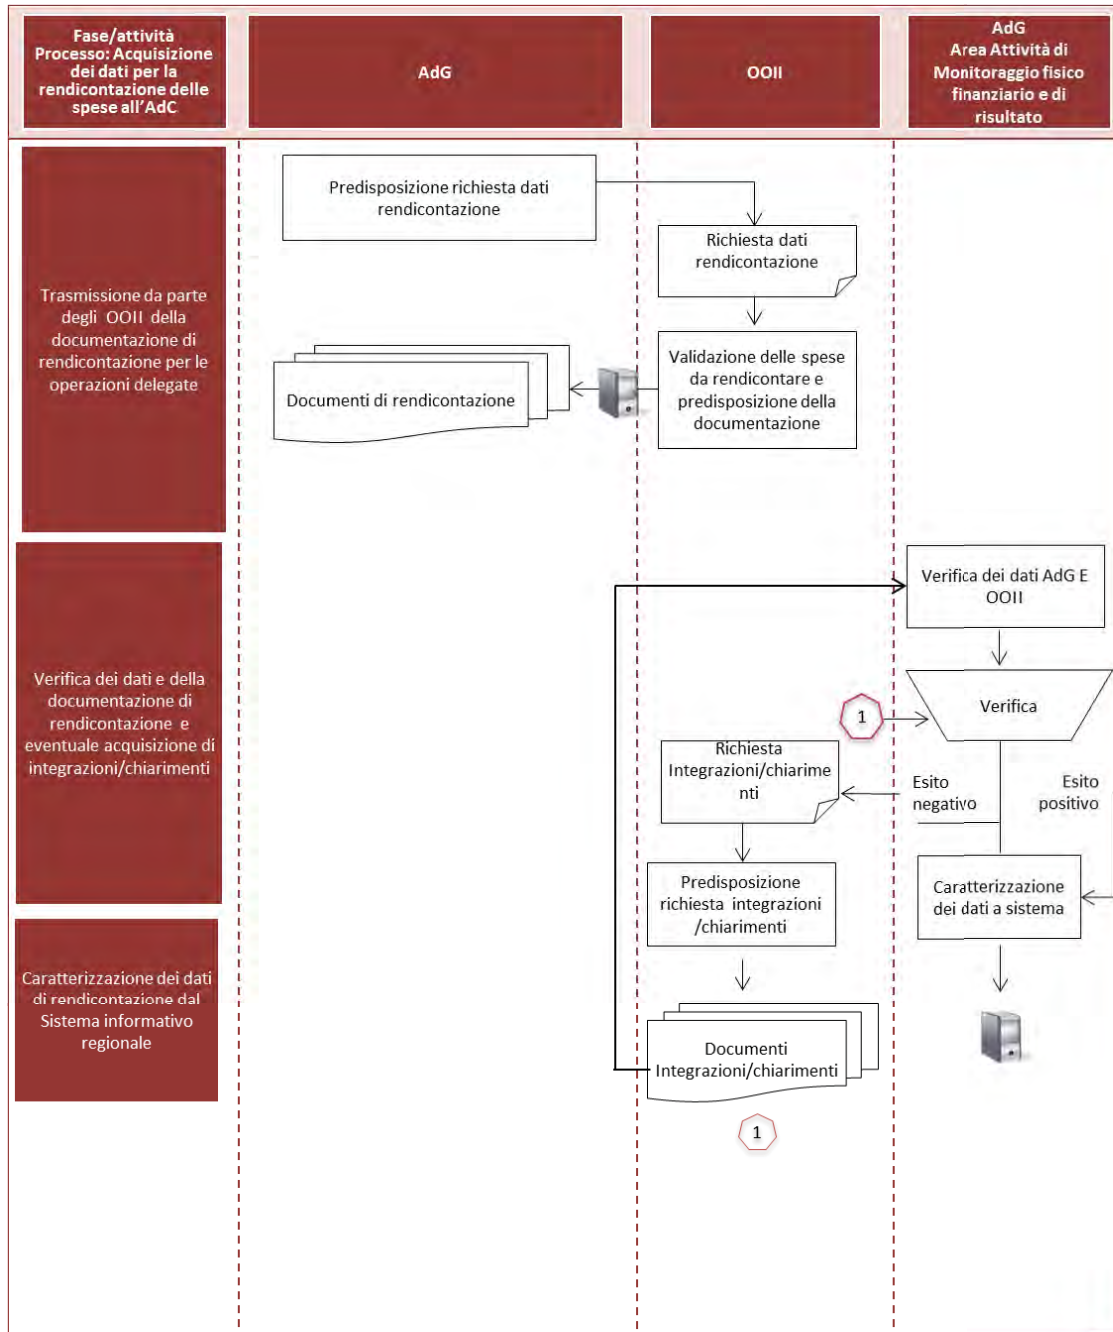 Fase/attività
Processo: Acquisizione
dei dati per la
rendicontazione delle
spese all'AdC
AdG
OOII
AdG
Area Attività di
Monitoraggio fisico
finanziario e di
risultato
Trasmissione da parte
degli OOII della
documentazione di
rendicontazione per le
operazioni delegate
Predisposizione richiesta dati
rendicontazione
Richiesta dati
rendicontazione
Validazione delle spese
da rendicontare e
predisposizione della
documentazione
Documenti di rendicontazione
Verifica dei dati e della
documentazione di
rendicontazione e
eventuale acquisizione di
integrazioni/chiarimenti
Verifica dei dati AdG E
OOII
Verifica
1
Richiesta
Integrazioni/chiarime
nti
Esito
negativo
Esito
positivo
Predisposizione
richiesta integrazioni
/chiarimenti
Caratterizzazione
dei dati a sistema
Caratterizzazione dei dati
di rendicontazione dal
Sistema informativo
regionale
Documenti
Integrazioni/chiarimenti
1